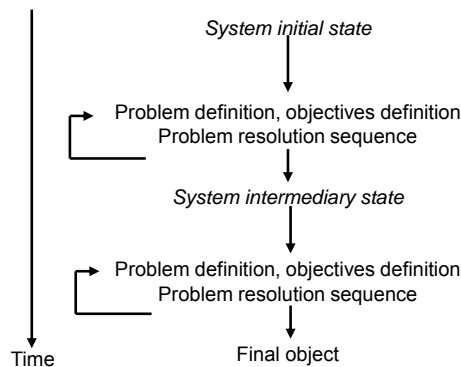 System initial state
Problem definition, objectives definition
Problem resolution sequence
System intermediary state
Problem definition, objectives definition
Problem resolution sequence
Time
Final object